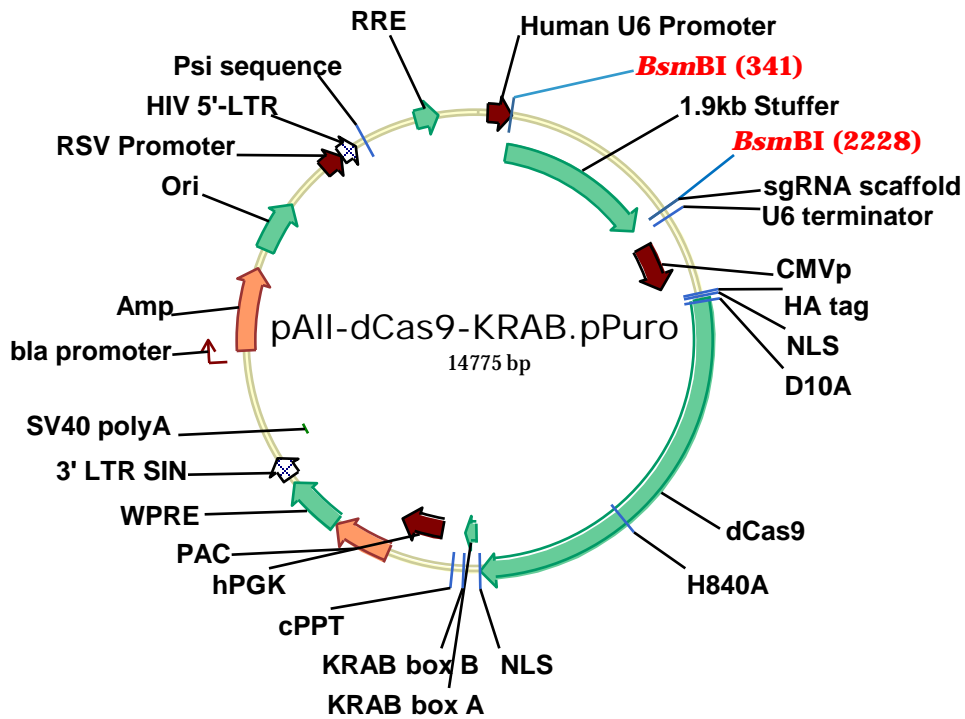 RRE
Human U6 Promoter
Psi sequence
BsmBI (341)
HIV 5'-LTR
1.9kb Stuffer
RSV Promoter
BsmBI (2228)
Ori
sgRNA scaffold
U6 terminator
CMVp
Amp
HA tag
pAll-dCas9-KRAB.pPuro
bla promoter
NLS
14775 bp
D10A
SV40 polyA
3' LTR SIN
WPRE
dCas9
PAC
hPGK
H840A
cPPT
KRAB box B
NLS
KRAB box A